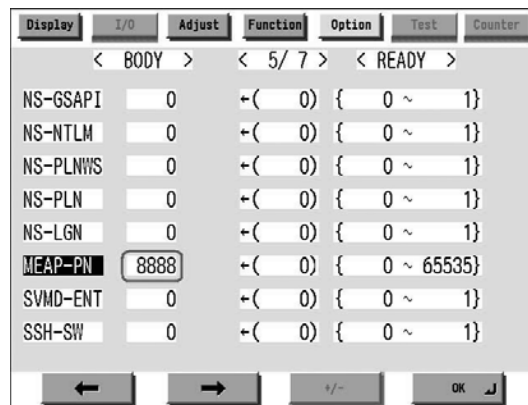 Display I/O Adjust Function Option Test Counter
< BODY > < 5/ 7 > < READY >
NS-GSAPI 0 ←( 0) { 0 ~ 1}
NS-NTLM 0 ←( 0) { 0 ~ 1}
NS-PLNWS 0 ←( 0) { 0 ~ 1}
NS-PLN 0 ←( 0) { 0 ~ 1}
NS-LGN 0 ←( 0) { 0 ~ 1}
MEAP-PN 8888 ←( 0) { 0 ~ 65535}
SVMD-ENT 0 ←( 0) { 0 ~ 1}
SSH-SW 0 ←( 0) { 0 ~ 1}
← → +/- OK ↵